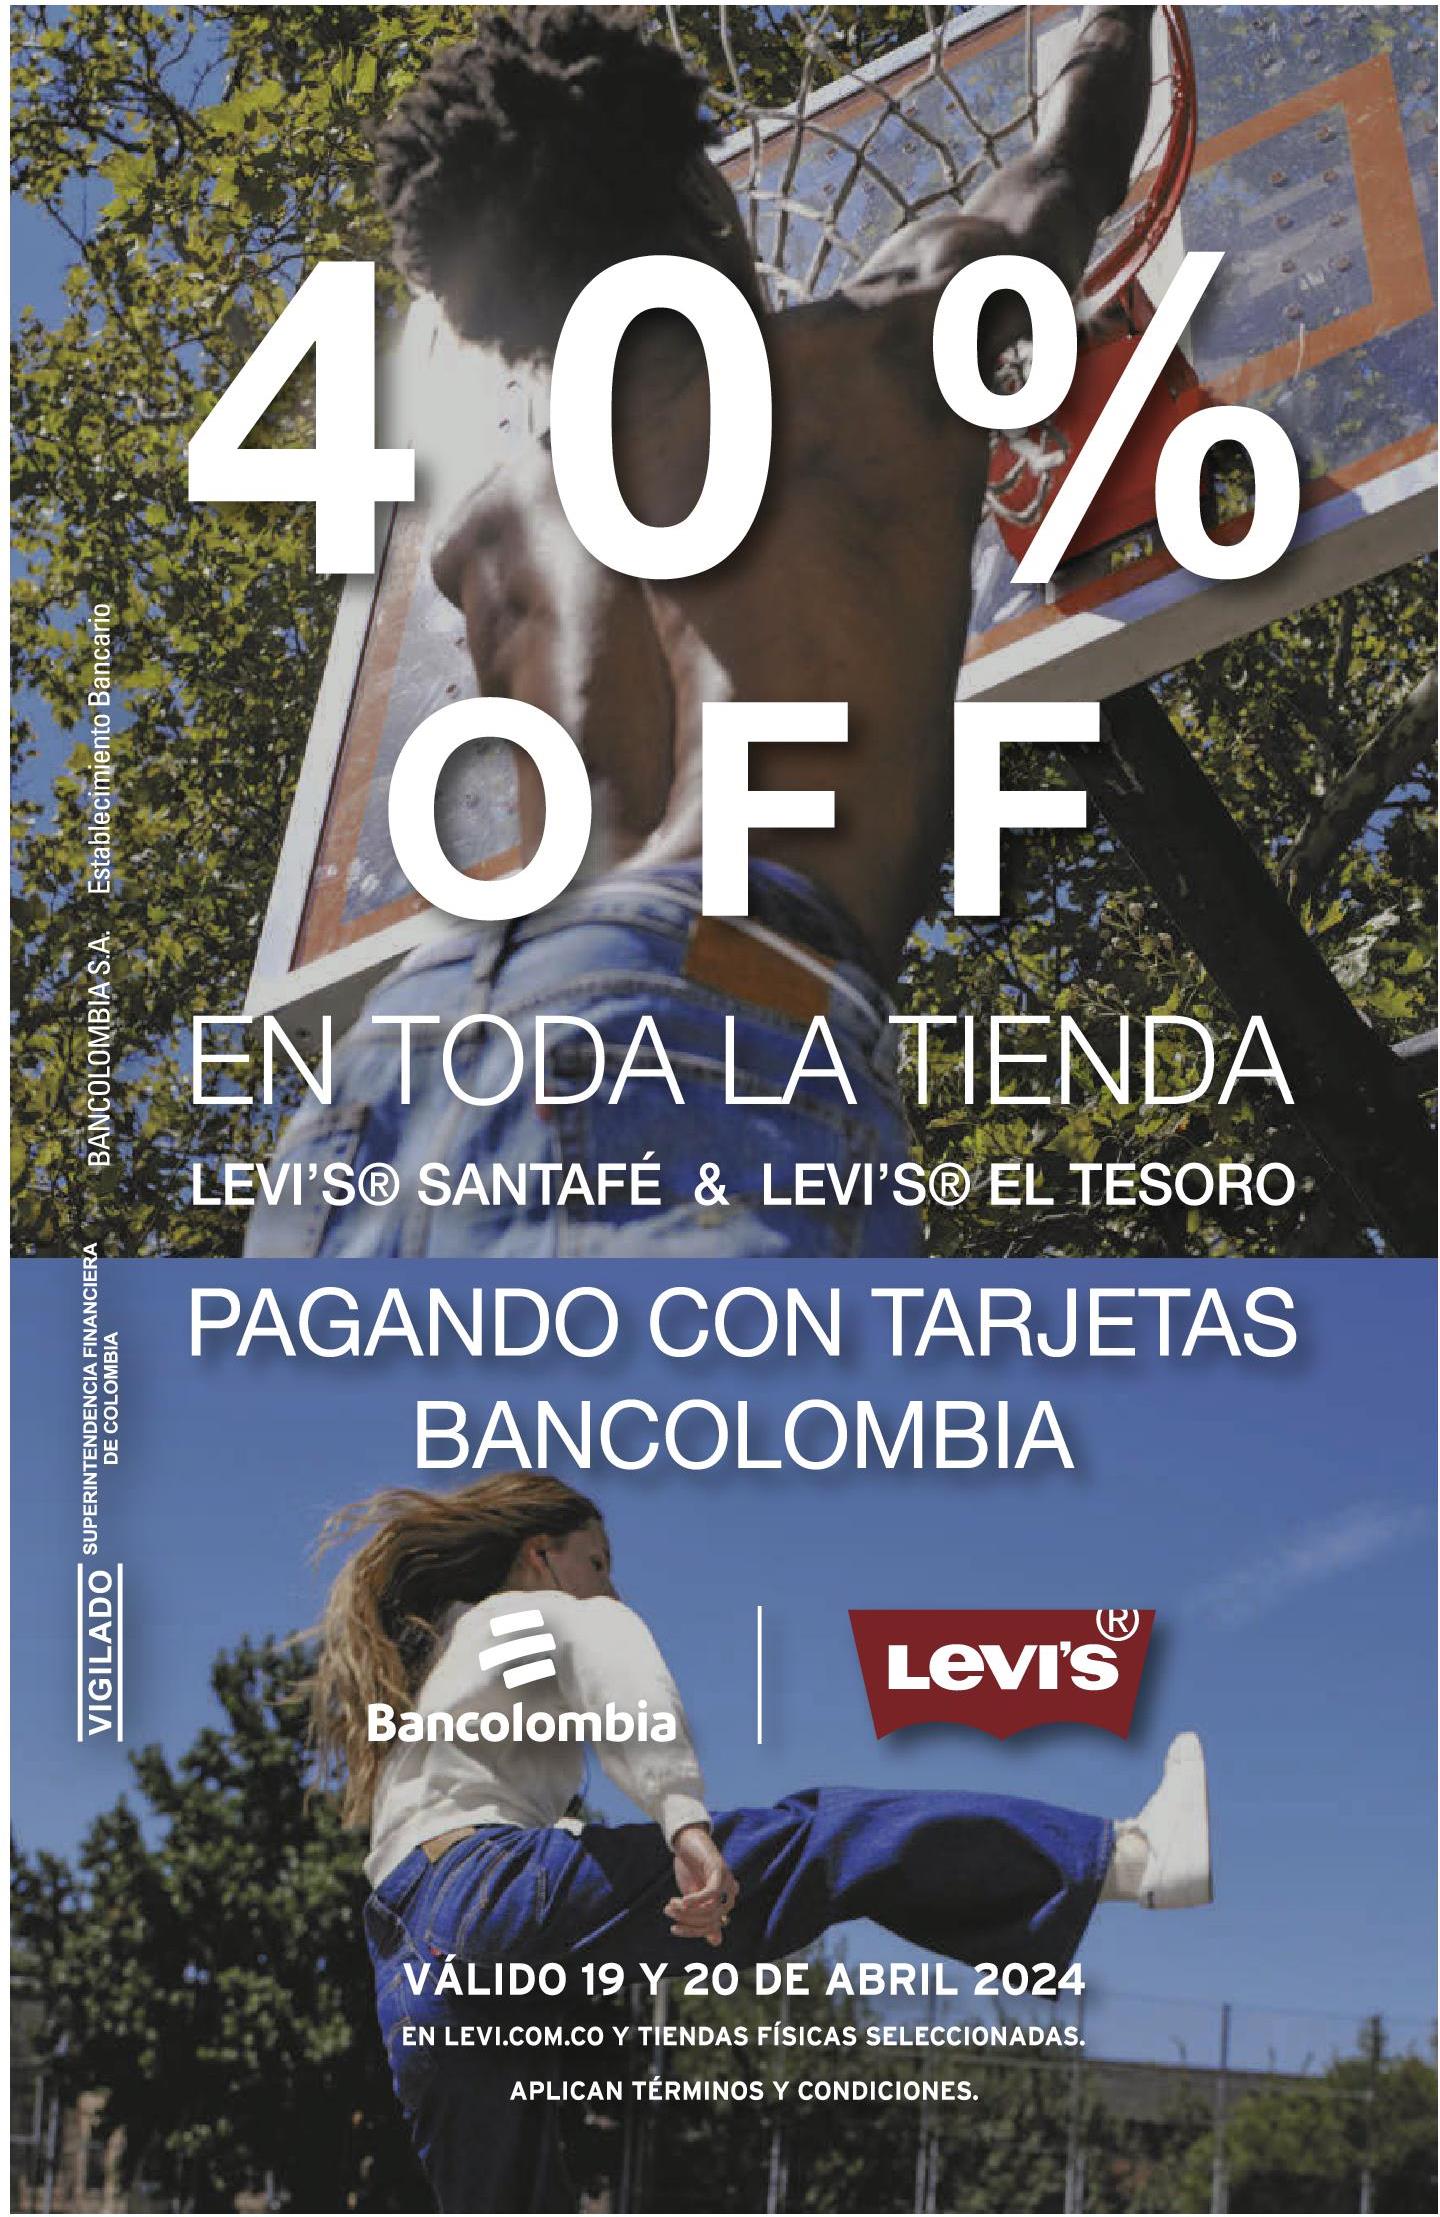 40%
OFF
EN TODA LA TIENDA
LEVI'S® SANTAFÉ & LEVI'S® EL TESORO
PAGANDO CON TARJETAS
BANCOLOMBIA
Bancolombia
LEVI'S®
VÁLIDO 19 Y 20 DE ABRIL 2024
EN LEVI.COM.CO Y TIENDAS FÍSICAS SELECCIONADAS.
APLICAN TÉRMINOS Y CONDICIONES.
VIGILADO
SUPERINTENDENCIA FINANCIERA
DE COLOMBIA
BANCOLOMBIA S.A. Establecimiento Bancario